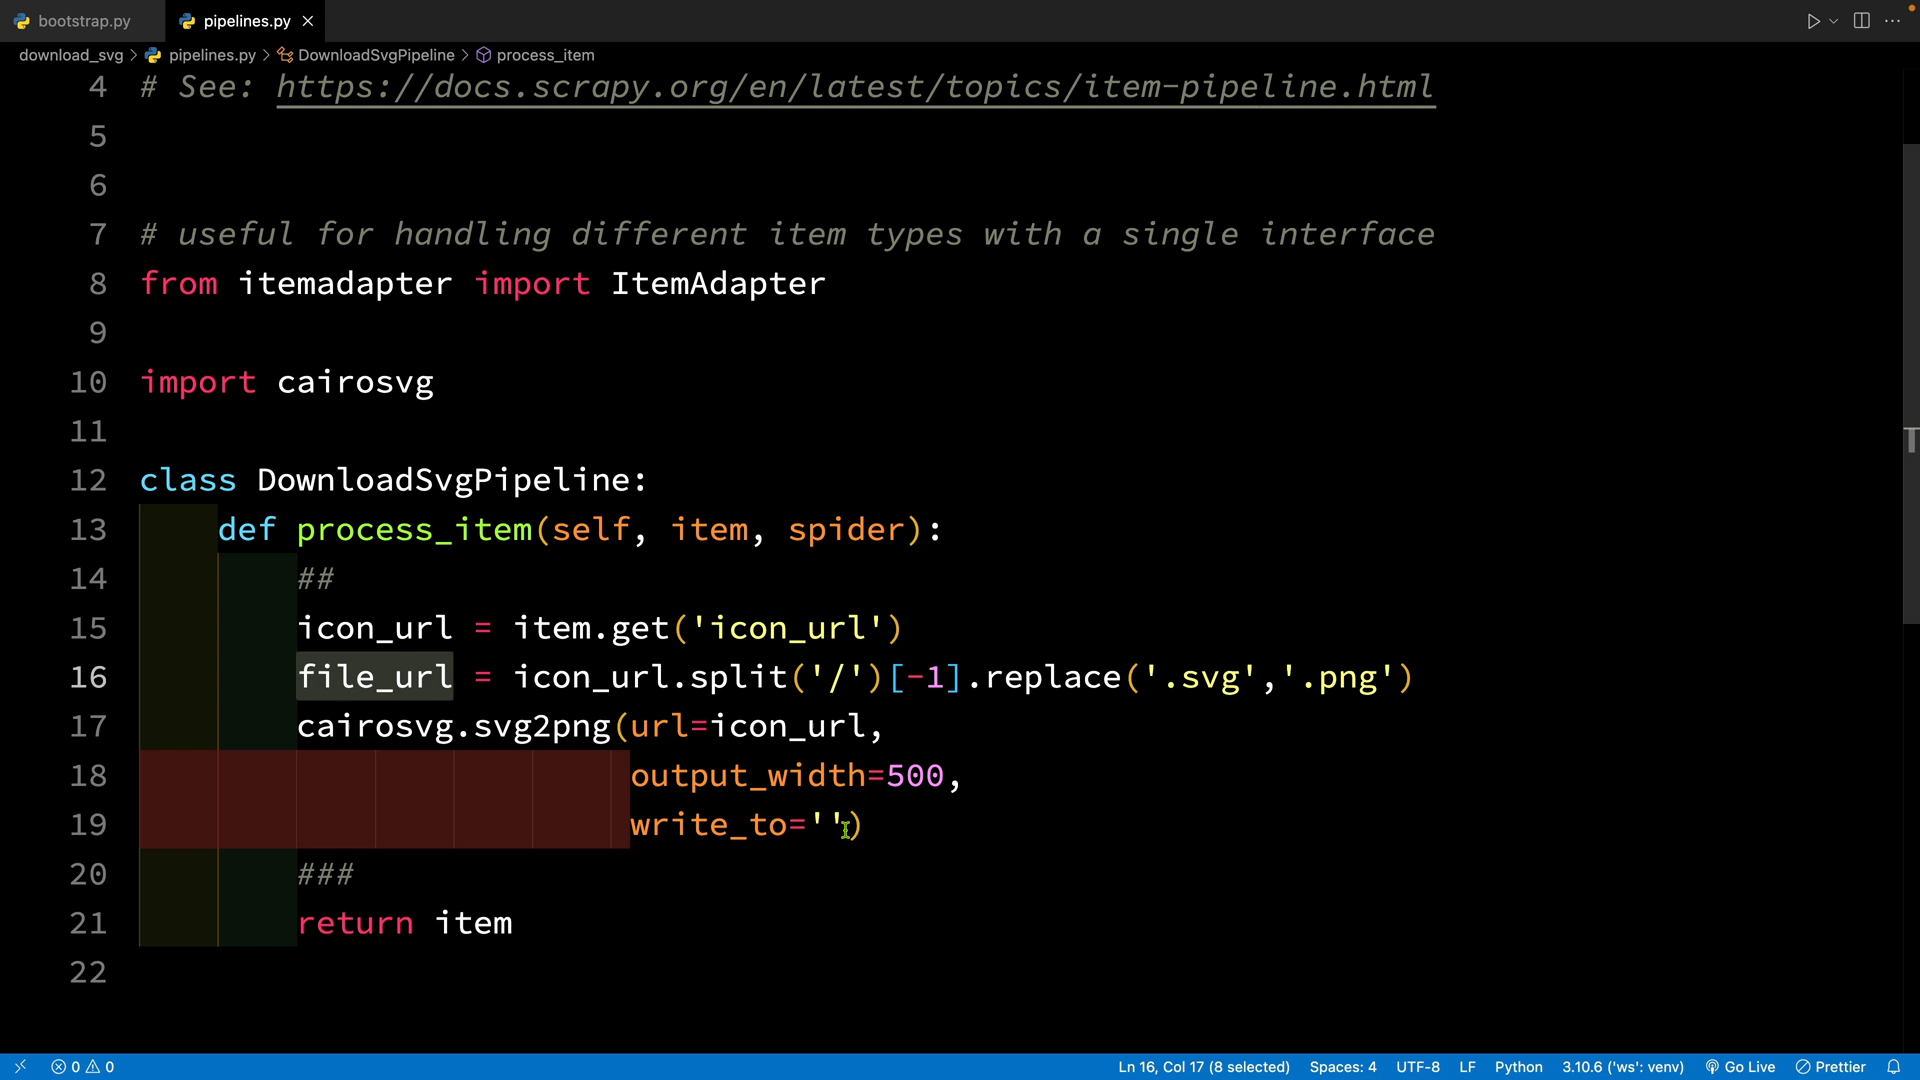 bootstrap.py
pipelines.py
download_svg > pipelines.py > DownloadSvgPipeline > process_item
4 # See: https://docs.scrapy.org/en/latest/topics/item-pipeline.html
5
6
7 # useful for handling different item types with a single interface
8 from itemadapter import ItemAdapter
9
10 import cairosvg
11
12 class DownloadSvgPipeline:
13 def process_item(self, item, spider):
14 ##
15 icon_url = item.get('icon_url')
16 file_url = icon_url.split('/')[-1].replace('.svg','.png')
17 cairosvg.svg2png(url=icon_url,
18 output_width=500,
19 write_to='')
20 ###
21 return item
22
0 0 Ln 16, Col 17 (8 selected) Spaces: 4 UTF-8 LF Python 3.10.6 ('ws': venv) Go Live Prettier